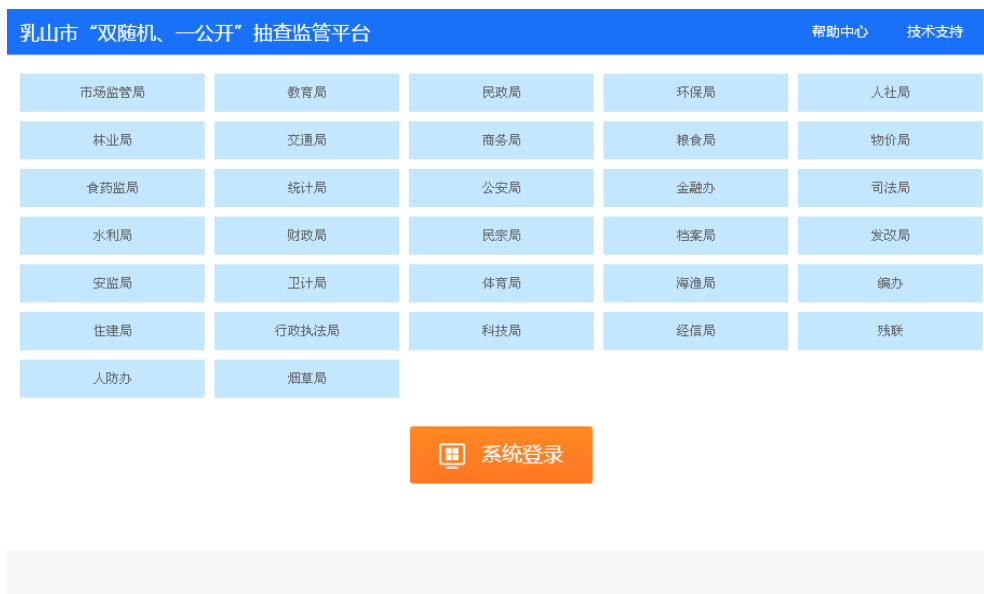 乳山市“双随机、一公开”抽查监管平台 帮助中心 技术支持
市场监管局 教育局 民政局 环保局 人社局
林业局 交通局 商务局 粮食局 物价局
食药监局 统计局 公安局 金融办 司法局
水利局 财政局 民宗局 档案局 发改局
安监局 卫计局 体育局 海渔局 编办
住建局 行政执法局 科技局 经信局 残联
人防办 烟草局
系统登录